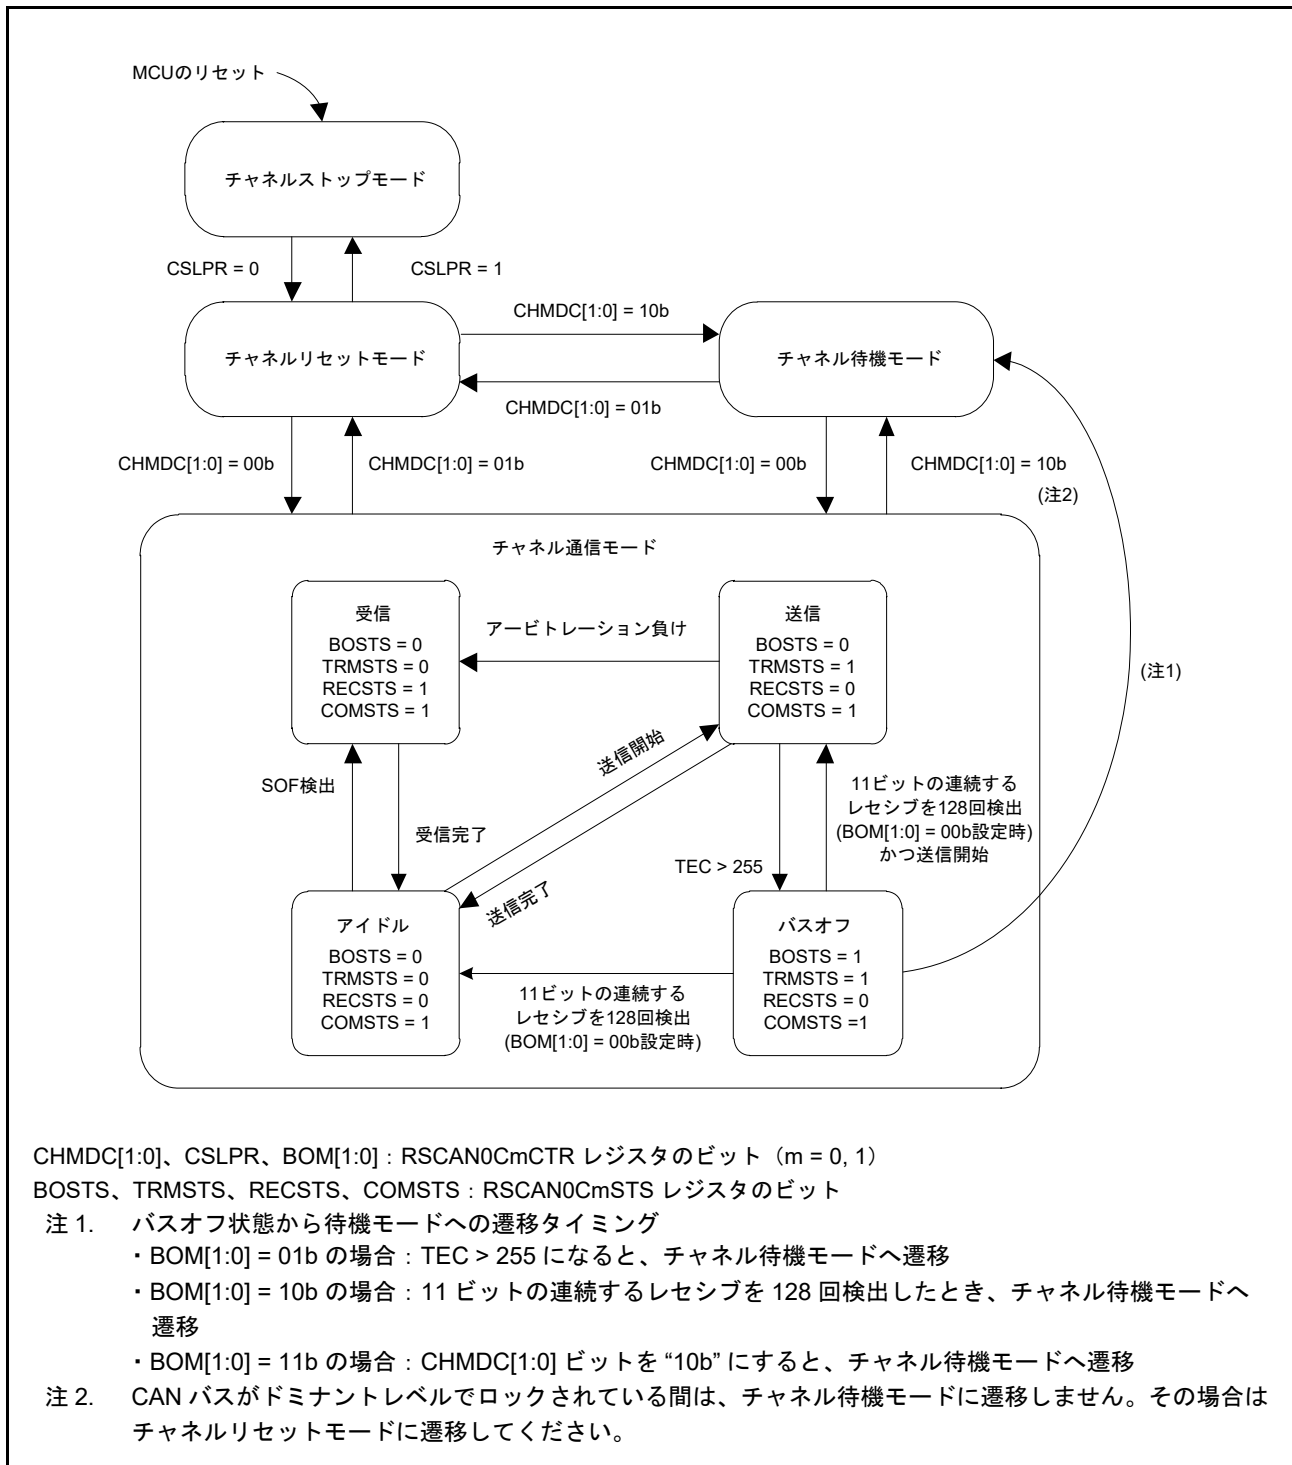 MCUのリセット
チャネルストップモード
CSLPR = 0
CSLPR = 1
チャネルリセットモード
CHMDC[1:0] = 10b
チャネル待機モード
CHMDC[1:0] = 01b
CHMDC[1:0] = 00b
CHMDC[1:0] = 01b
CHMDC[1:0] = 00b
CHMDC[1:0] = 10b
(注2)
チャネル通信モード
受信
BOSTS = 0
TRMSTS = 0
RECSTS = 1
COMSTS = 1
アービトレーション負け
送信
BOSTS = 0
TRMSTS = 1
RECSTS = 0
COMSTS = 1
(注1)
SOF検出
受信完了
送信開始
送信完了
TEC > 255
11ビットの連続する
レセシブを128回検出
(BOM[1:0] = 00b設定時)
かつ送信開始
アイドル
BOSTS = 0
TRMSTS = 0
RECSTS = 0
COMSTS = 1
11ビットの連続する
レセシブを128回検出
(BOM[1:0] = 00b設定時)
バスオフ
BOSTS = 1
TRMSTS = 1
RECSTS = 0
COMSTS =1
CHMDC[1:0]、CSLPR、BOM[1:0]:RSCAN0CmCTR レジスタのビット(m = 0, 1)
BOSTS、TRMSTS、RECSTS、COMSTS:RSCAN0CmSTS レジスタのビット
注 1. バスオフ状態から待機モードへの遷移タイミング
・BOM[1:0] = 01b の場合:TEC > 255 になると、チャネル待機モードへ遷移
・BOM[1:0] = 10b の場合:11 ビットの連続するレセシブを 128 回検出したとき、チャネル待機モードへ
遷移
・BOM[1:0] = 11b の場合:CHMDC[1:0] ビットを “10b” にすると、チャネル待機モードへ遷移
注 2. CAN バスがドミナントレベルでロックされている間は、チャネル待機モードに遷移しません。その場合は
チャネルリセットモードに遷移してください。